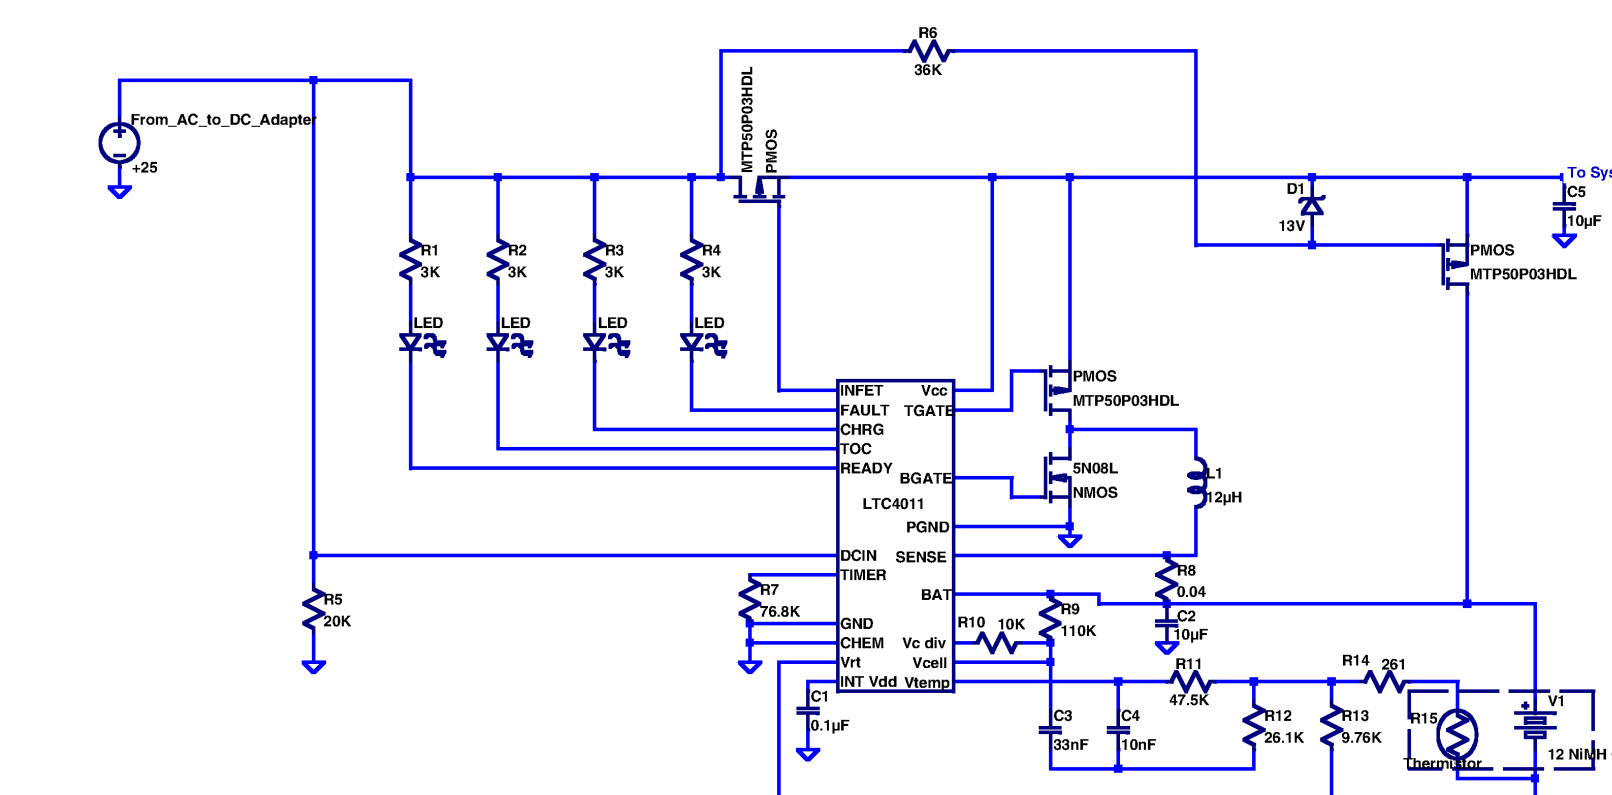 R6
36K
From_AC_to_DC_Adapter
+25
MTP50P03HDL
PMOS
To Sys
D1
13V
C5
10µF
R1
3K
R2
3K
R3
3K
R4
3K
PMOS
MTP50P03HDL
LED
LED
LED
LED
INFET
FAULT
CHRG
TOC
READY
LTC4011
DCIN
TIMER
GND
CHEM
Vrt
INT Vdd
Vcc
TGATE
BGATE
PGND
SENSE
BAT
Vc div
Vcell
Vtemp
PMOS
MTP50P03HDL
5N08L
NMOS
L1
12µH
R5
20K
R7
76.8K
R8
0.04
R9
110K
R10 10K
C2
10µF
R11
47.5K
R14 261
C1
0.1µF
C3
33nF
C4
10nF
R12
26.1K
R13
9.76K
R15
Thermistor
V1
12 NiMH